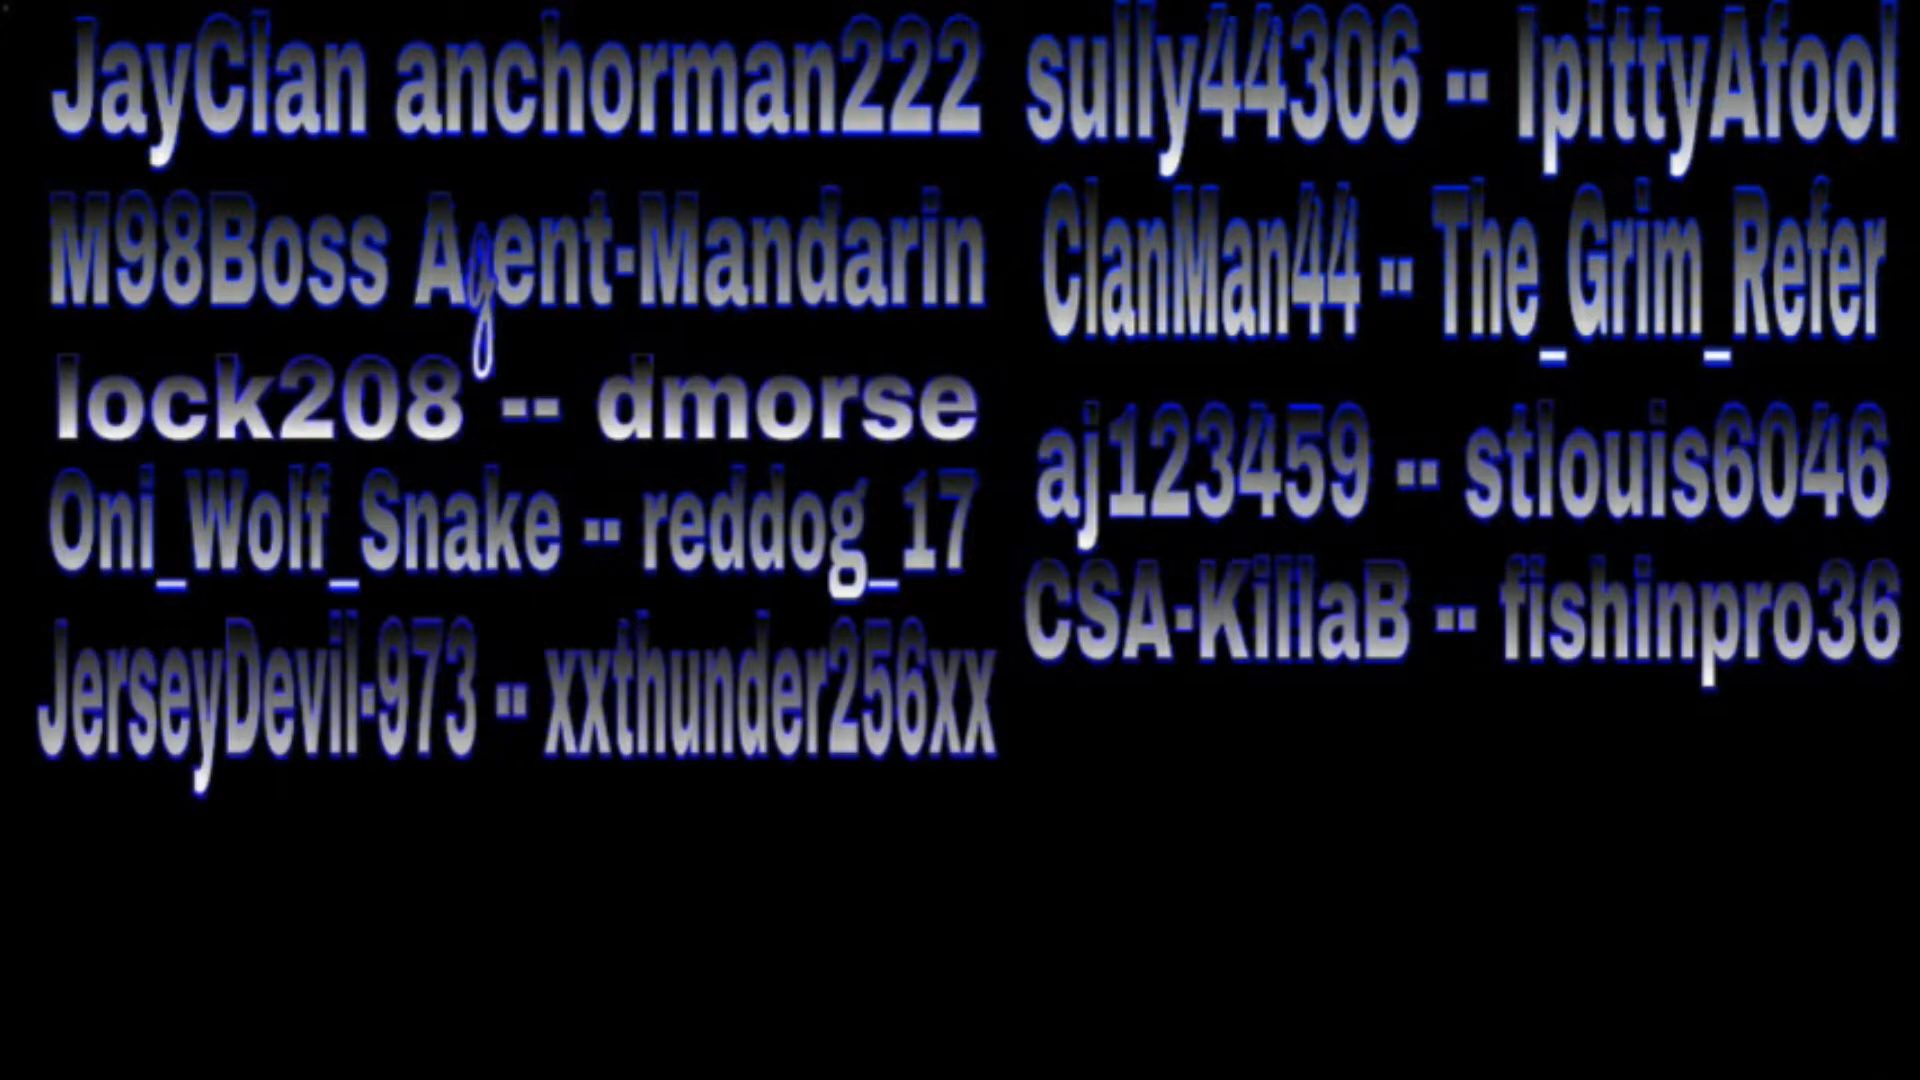 JayClan anchorman222
M98Boss Agent-Mandarin
lock208 -- dmorse
Oni_Wolf_Snake -- reddog_17
JerseyDevil-973 -- xxthunder256xx
sully44306 -- IpittyAfool
ClanMan44 -- The_Grim_Refer
aj123459 -- stlouis6046
CSA-KillaB -- fishinpro36